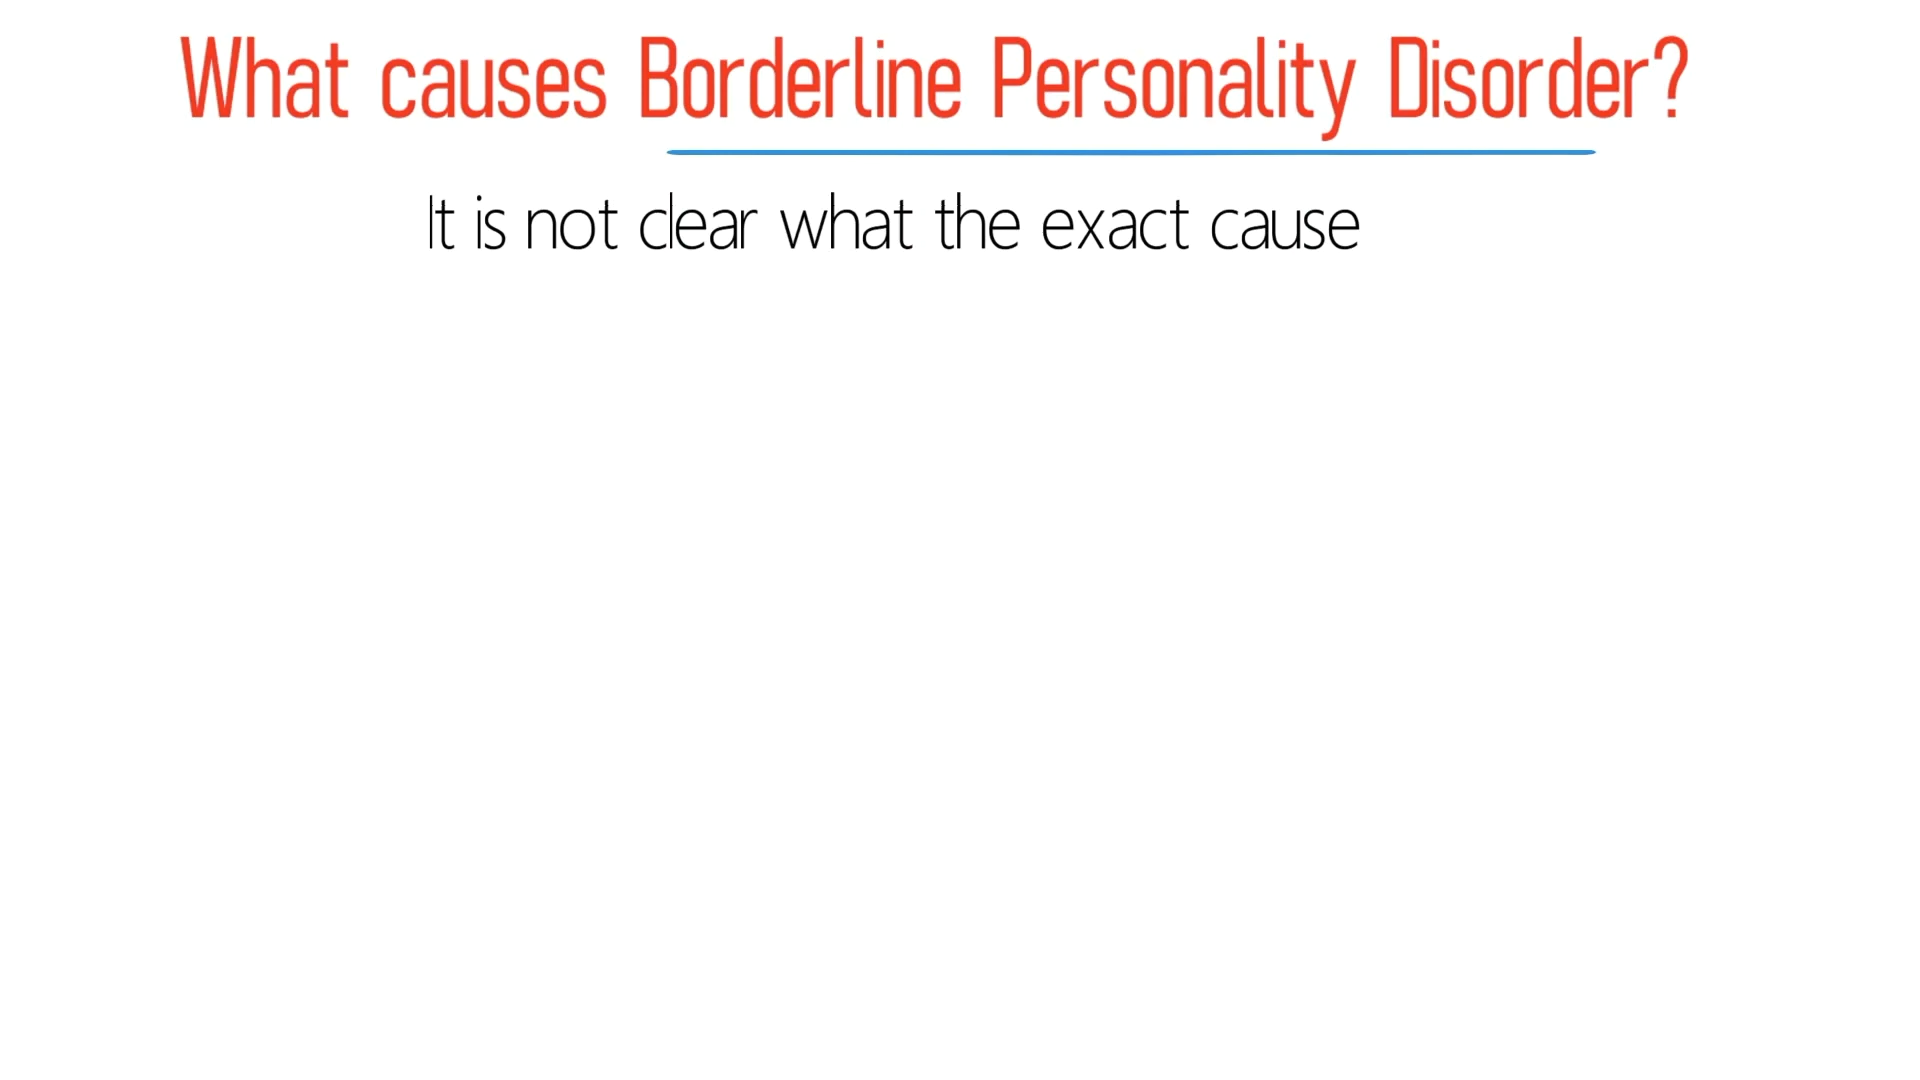 What causes Borderline Personality Disorder?
It is not clear what the exact cause